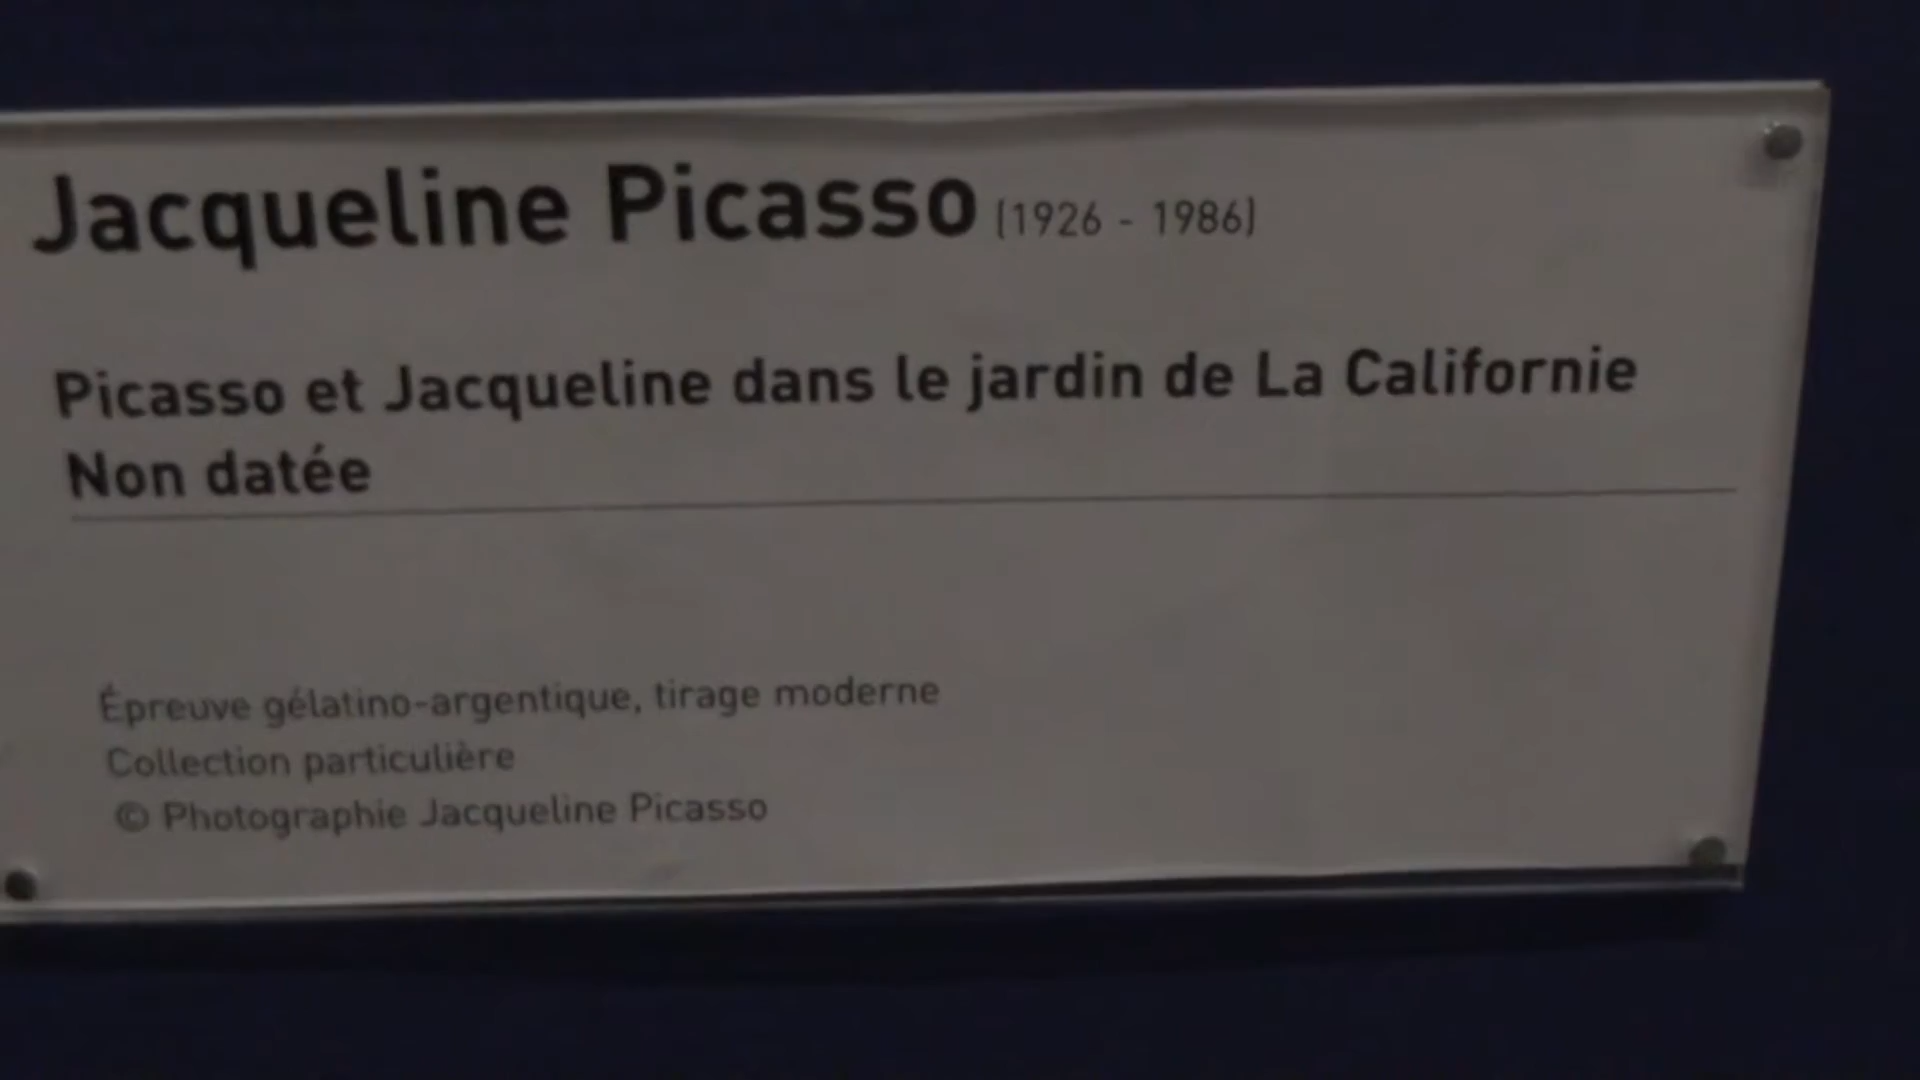 Jacqueline Picasso (1926 - 1986)
Picasso et Jacqueline dans le jardin de La Californie
Non datée
Épreuve gélatino-argentique, tirage moderne
Collection particulière
© Photographie Jacqueline Picasso